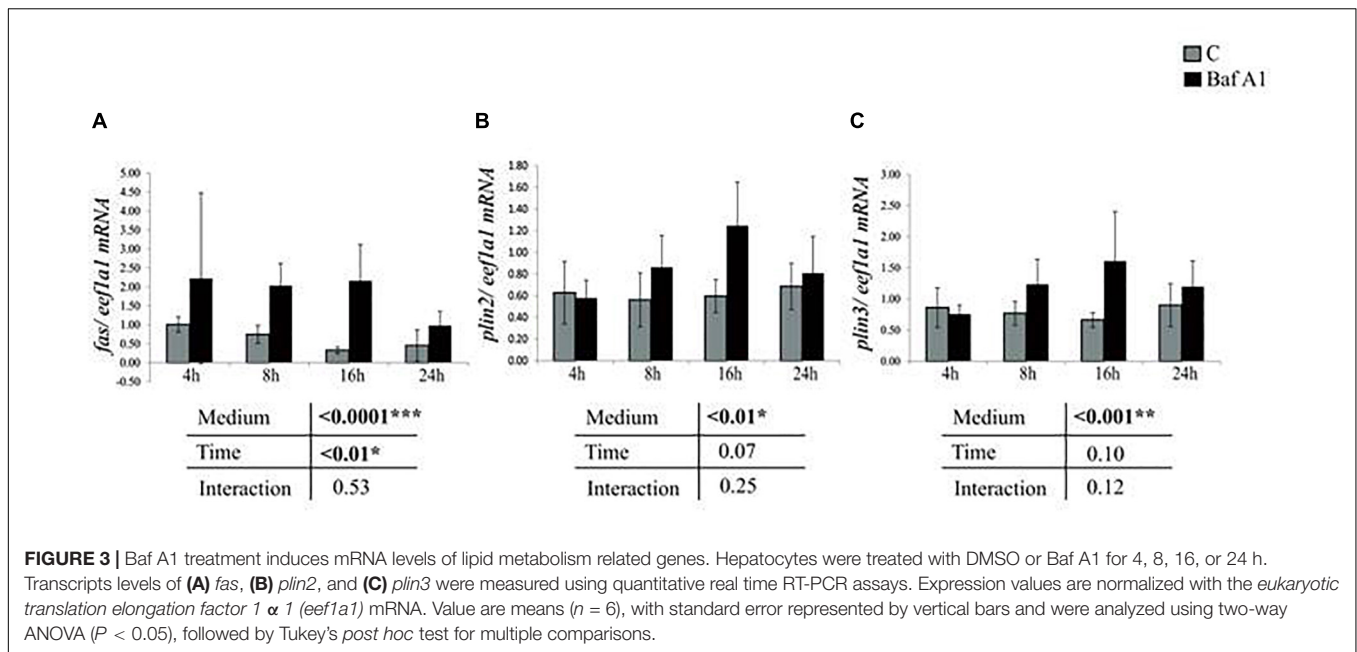 C
Baf A1
A
B
C
fas/ eef1a1 mRNA
5.00
4.50
4.00
3.50
3.00
2.50
2.00
1.50
1.00
0.50
0.00
-0.50
4h 8h 16h 24h
plin2/ eef1a1 mRNA
1.80
1.60
1.40
1.20
1.00
0.80
0.60
0.40
0.20
0.00
4h 8h 16h 24h
plin3/ eef1a1 mRNA
3.00
2.50
2.00
1.50
1.00
0.50
0.00
4h 8h 16h 24h
Medium <0.0001***
Time <0.01*
Interaction 0.53
Medium <0.01*
Time 0.07
Interaction 0.25
Medium <0.001**
Time 0.10
Interaction 0.12
FIGURE 3 | Baf A1 treatment induces mRNA levels of lipid metabolism related genes. Hepatocytes were treated with DMSO or Baf A1 for 4, 8, 16, or 24 h.
Transcripts levels of (A) fas, (B) plin2, and (C) plin3 were measured using quantitative real time RT-PCR assays. Expression values are normalized with the eukaryotic
translation elongation factor 1 α 1 (eef1a1) mRNA. Value are means (n = 6), with standard error represented by vertical bars and were analyzed using two-way
ANOVA (P < 0.05), followed by Tukey's post hoc test for multiple comparisons.